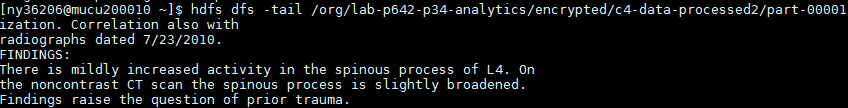 [ny36206@mucu200010 ~]$ hdfs dfs -tail /org/lab-p642-p34-analytics/encrypted/c4-data-processed2/part-00001
ization. Correlation also with
radiographs dated 7/23/2010.
FINDINGS:
There is mildly increased activity in the spinous process of L4. On
the noncontrast CT scan the spinous process is slightly broadened.
Findings raise the question of prior trauma.